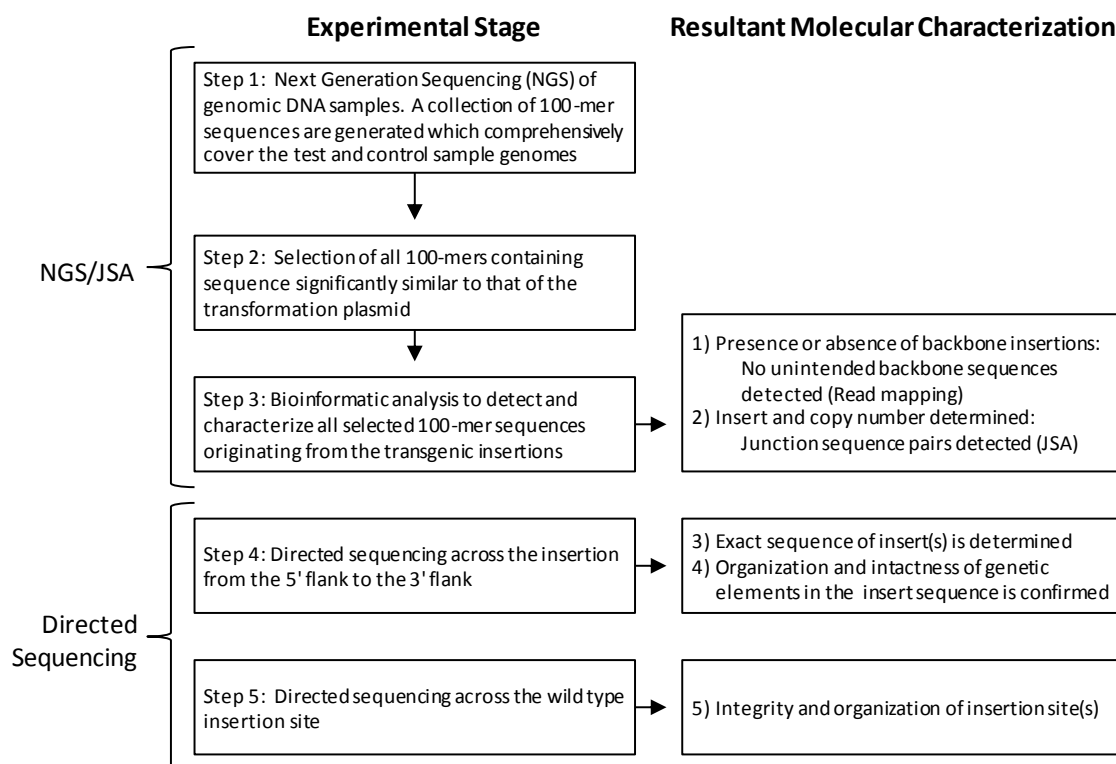 Experimental Stage
Resultant Molecular Characterization
NGS/JSA
Step 1: Next Generation Sequencing (NGS) of
genomic DNA samples. A collection of 100-mer
sequences are generated which comprehensively
cover the test and control sample genomes
Step 2: Selection of all 100-mers containing
sequence significantly similar to that of the
transformation plasmid
Step 3: Bioinformatic analysis to detect and
characterize all selected 100-mer sequences
originating from the transgenic insertions
1) Presence or absence of backbone insertions:
No unintended backbone sequences
detected (Read mapping)
2) Insert and copy number determined:
Junction sequence pairs detected (JSA)
Directed
Sequencing
Step 4: Directed sequencing across the insertion
from the 5' flank to the 3' flank
3) Exact sequence of insert(s) is determined
4) Organization and intactness of genetic
elements in the insert sequence is confirmed
Step 5: Directed sequencing across the wild type
insertion site
5) Integrity and organization of insertion site(s)